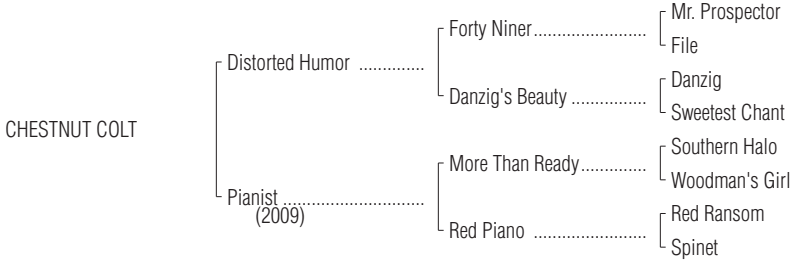 Mr. Prospector
Forty Niner.......................
File
Distorted Humor ..............
Danzig
Danzig's Beauty ...............
Sweetest Chant
CHESTNUT COLT
Southern Halo
More Than Ready.............
Woodman's Girl
Pianist .............................
(2009)
Red Ransom
Red Piano ......................
Spinet